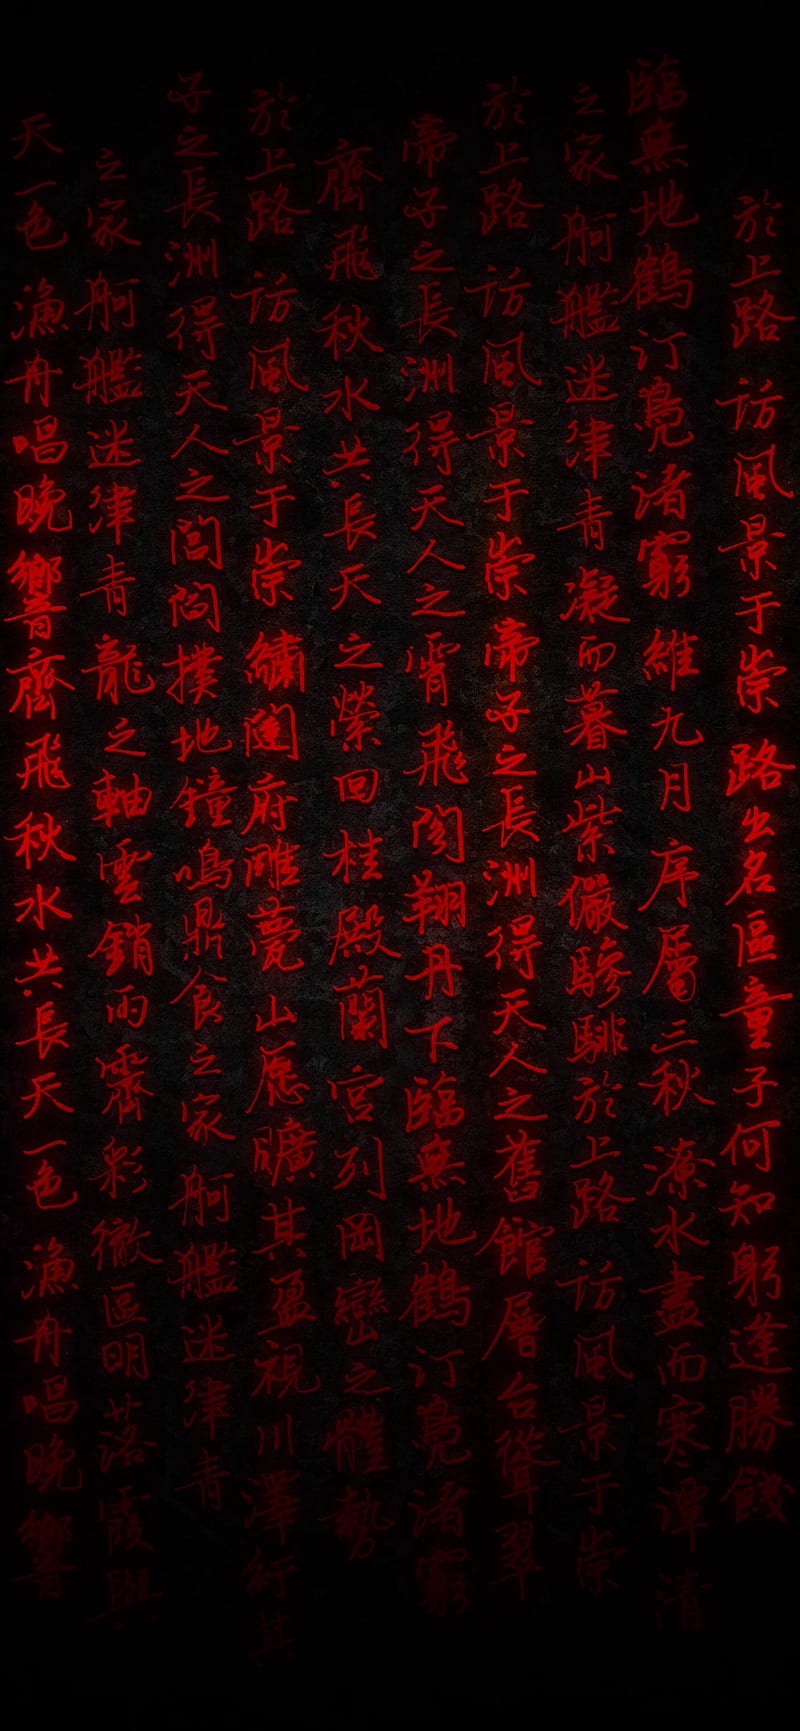 於上路訪風景于崇路出名區童子何知躬逢勝餞
臨無地鶴汀鳧渚窮維九月序屬三秋潦水盡而寒潭清
之家舸艦迷津青凝而暮山紫儼驂騑於上路訪風景于崇
於上路訪風景于崇帝子之長洲得天人之舊館層台聳翠
帝子之長洲得天人之霄飛閣翔丹下臨無地鶴汀鳧渚窮
齊飛秋水共長天之縈回桂殿蘭宮列岡巒之體勢
於上路訪風景于崇繡闥府雕甍山愿曠其盈視川澤紆其
子之長洲得天人之閭閻撲地鐘鳴鼎食之家舸艦迷津青
之家舸艦迷津青龍之軸雲銷雨霽彩徹區明落霞與
天一色漁舟唱晚響齊飛秋水共長天一色漁舟唱晚響